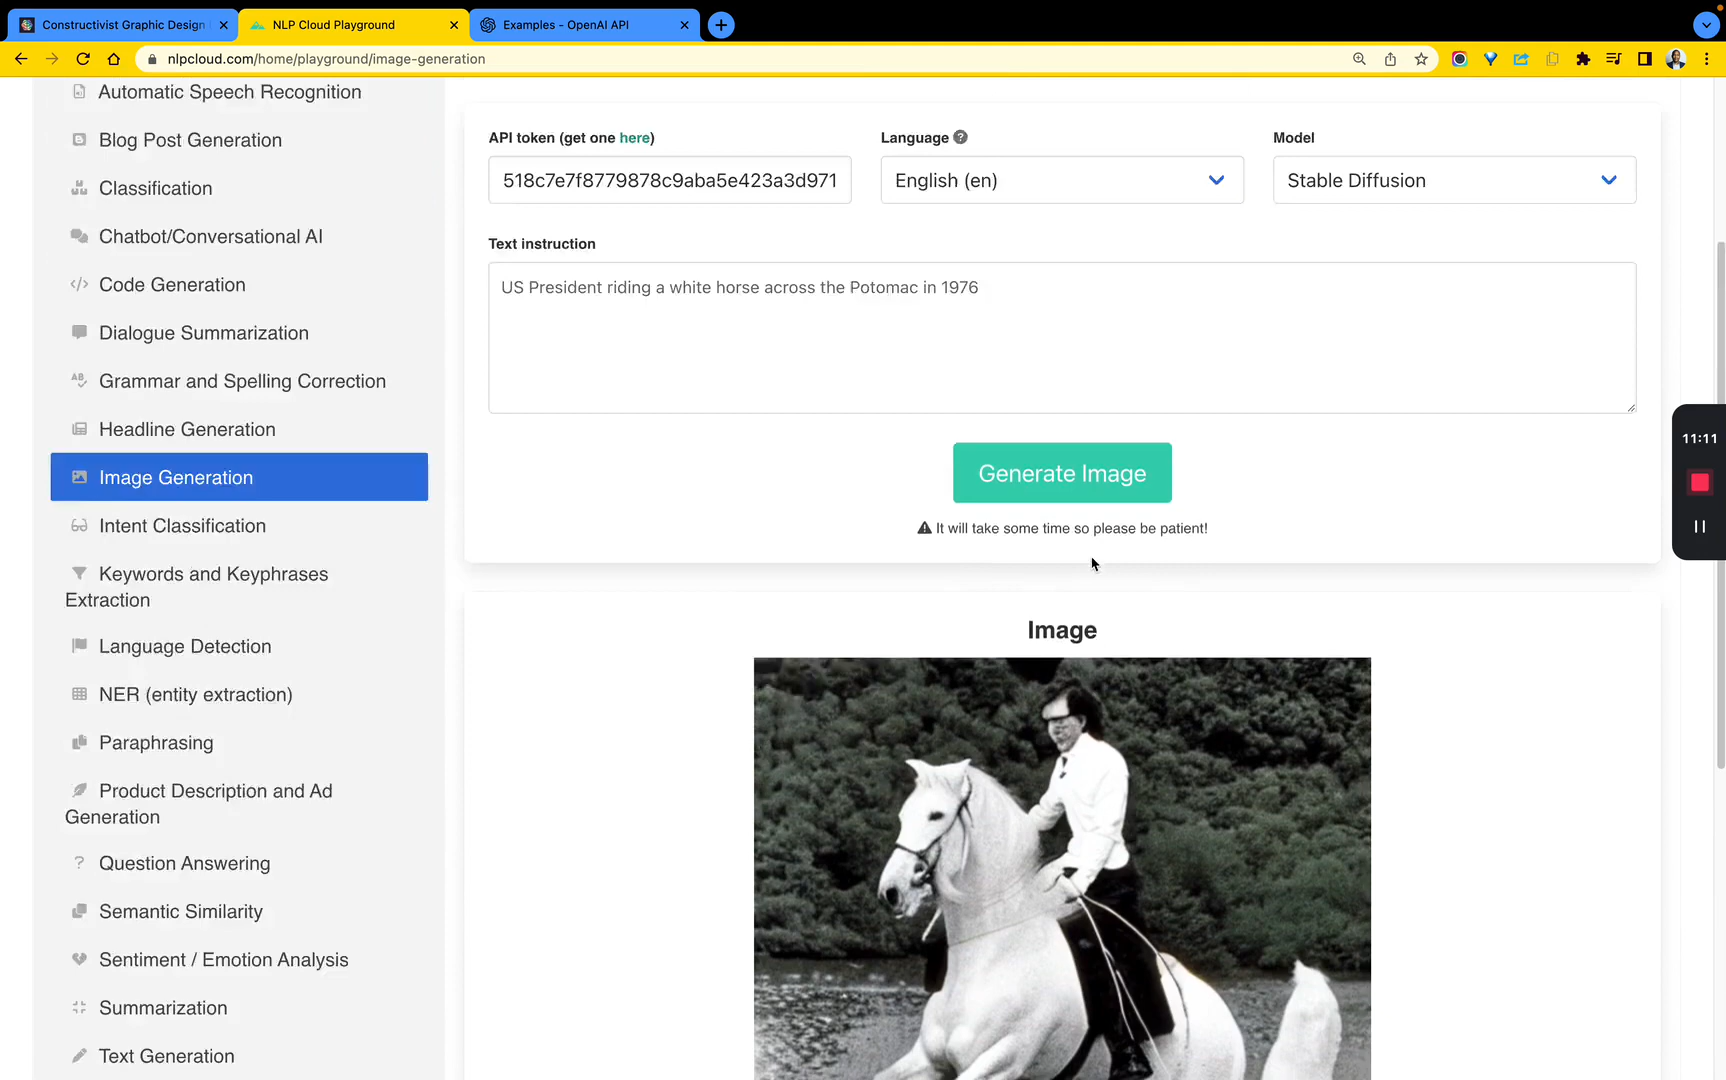 Constructivist Graphic Design
NLP Cloud Playground
Examples - OpenAI API
nlpcloud.com/home/playground/image-generation
Automatic Speech Recognition
Blog Post Generation
Classification
Chatbot/Conversational AI
Code Generation
Dialogue Summarization
Grammar and Spelling Correction
Headline Generation
Image Generation
Intent Classification
Keywords and Keyphrases
Extraction
Language Detection
NER (entity extraction)
Paraphrasing
Product Description and Ad
Generation
Question Answering
Semantic Similarity
Sentiment / Emotion Analysis
Summarization
Text Generation
API token (get one here)
518c7e7f8779878c9aba5e423a3d971
Language
English (en)
Model
Stable Diffusion
Text instruction
US President riding a white horse across the Potomac in 1976
Generate Image
It will take some time so please be patient!
Image
11:11